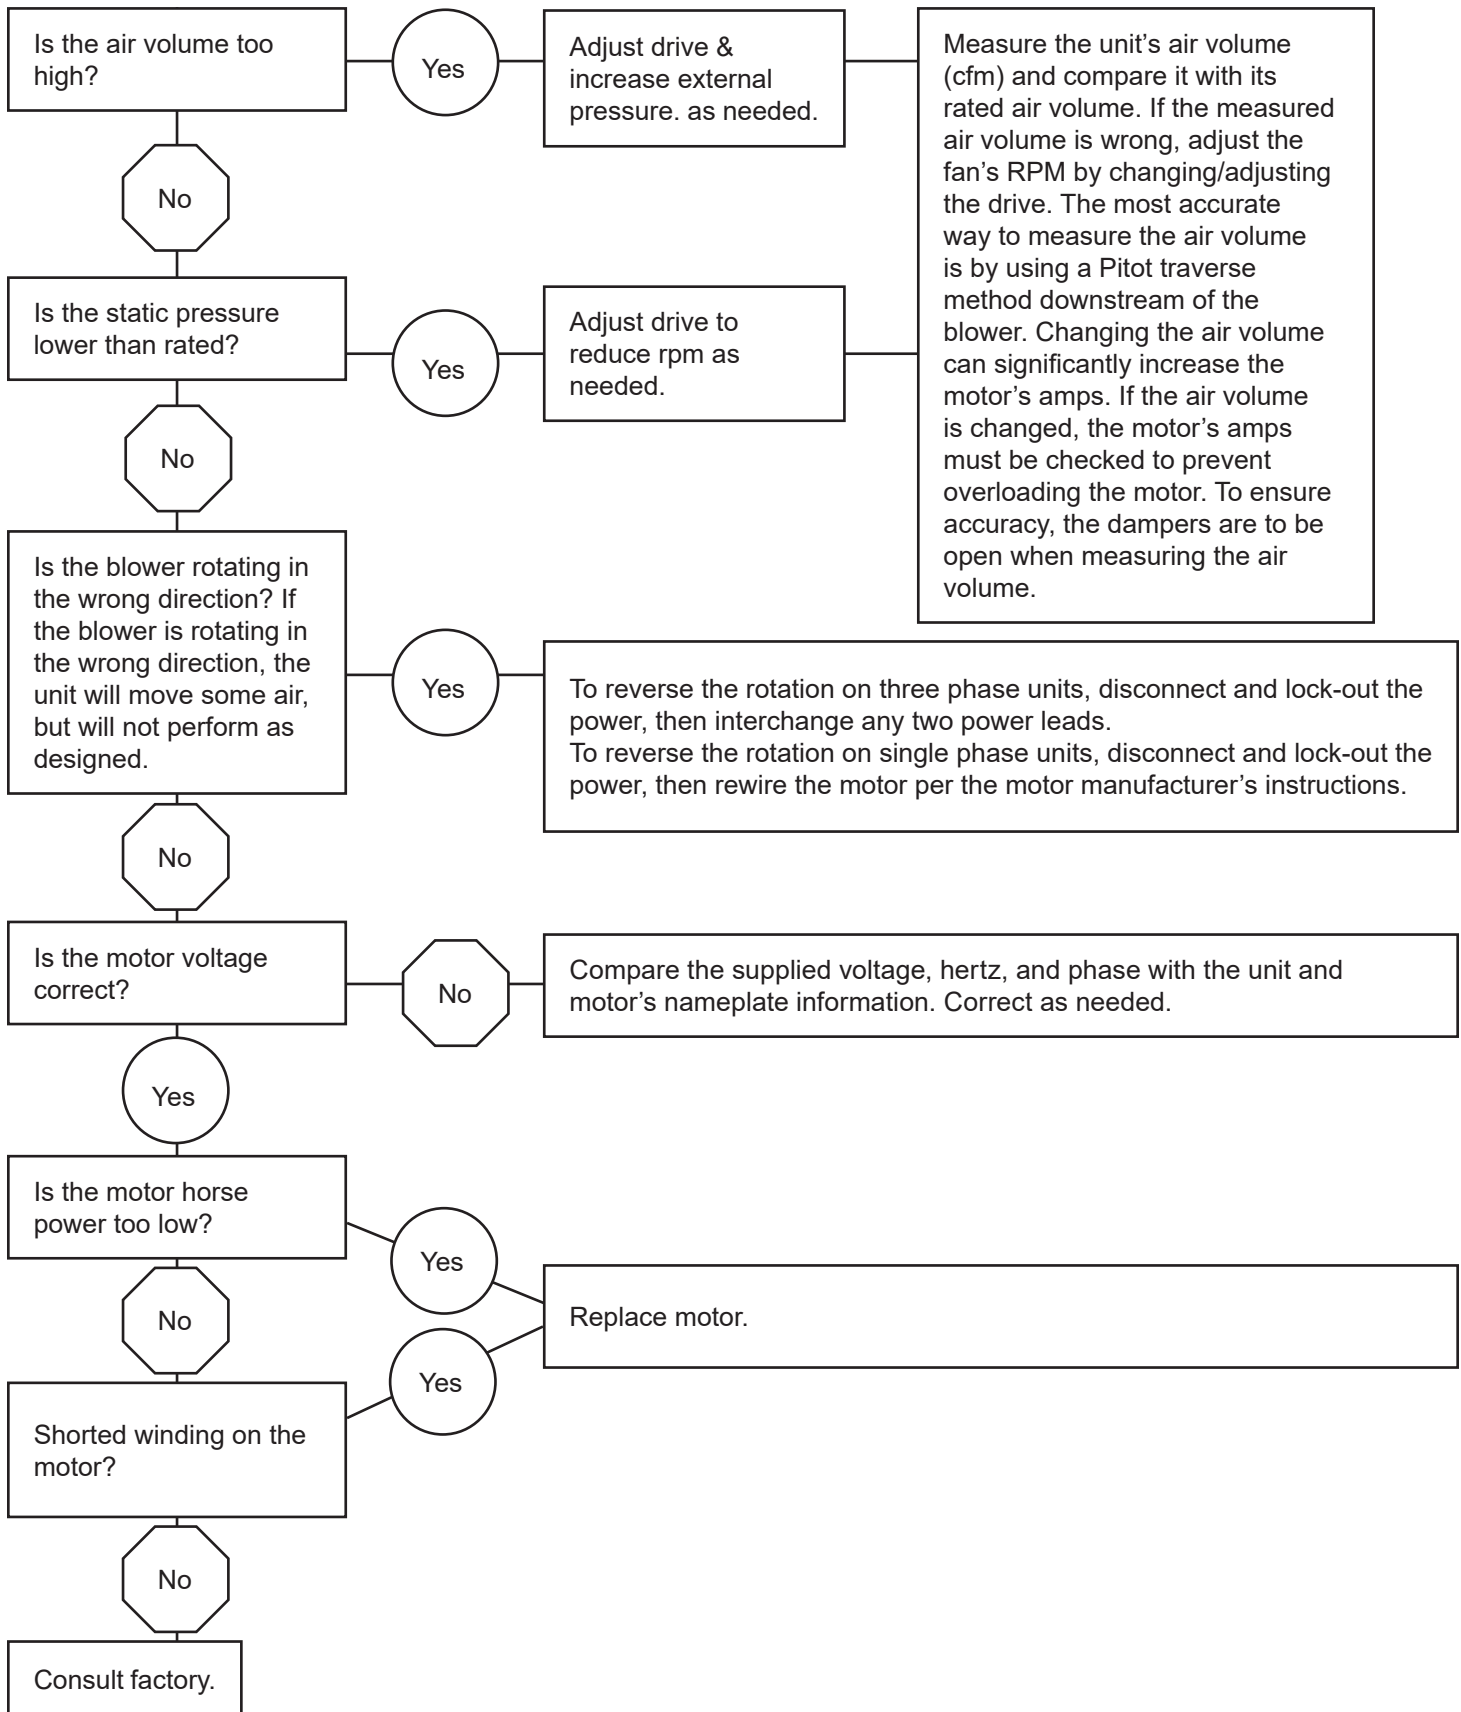 Is the air volume too
high?
Yes
Adjust drive &
increase external
pressure. as needed.
Measure the unit’s air volume
(cfm) and compare it with its
rated air volume. If the measured
air volume is wrong, adjust the
fan’s RPM by changing/adjusting
the drive. The most accurate
way to measure the air volume
is by using a Pitot traverse
method downstream of the
blower. Changing the air volume
can significantly increase the
motor’s amps. If the air volume
is changed, the motor’s amps
must be checked to prevent
overloading the motor. To ensure
accuracy, the dampers are to be
open when measuring the air
volume.
No
Is the static pressure
lower than rated?
Yes
Adjust drive to
reduce rpm as
needed.
No
Is the blower rotating in
the wrong direction? If
the blower is rotating in
the wrong direction, the
unit will move some air,
but will not perform as
designed.
Yes
To reverse the rotation on three phase units, disconnect and lock-out the
power, then interchange any two power leads.
To reverse the rotation on single phase units, disconnect and lock-out the
power, then rewire the motor per the motor manufacturer’s instructions.
No
Is the motor voltage
correct?
No
Compare the supplied voltage, hertz, and phase with the unit and
motor’s nameplate information. Correct as needed.
Yes
Is the motor horse
power too low?
Yes
Replace motor.
No
Yes
Shorted winding on the
motor?
No
Consult factory.